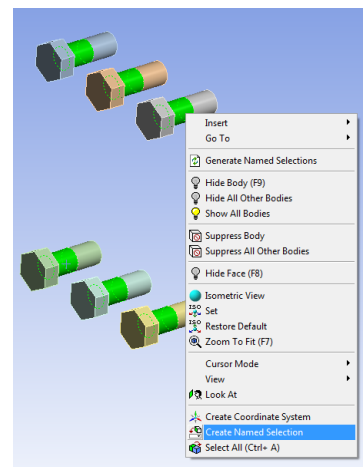 Insert
Go To
Generate Named Selections
Hide Body (F9)
Hide All Other Bodies
Show All Bodies
Suppress Body
Suppress All Other Bodies
Hide Face (F8)
Isometric View
ISO Set
ISO Restore Default
Zoom To Fit (F7)
Cursor Mode
View
Look At
Create Coordinate System
Create Named Selection
Select All (Ctrl+ A)